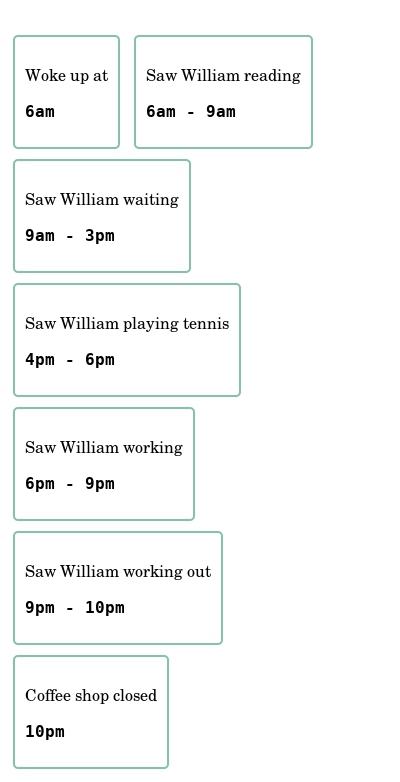 Woke up at
6am
Saw William reading
6am - 9am
Saw William waiting
9am - 3pm
Saw William playing tennis
4pm - 6pm
Saw William working
6pm - 9pm
Saw William working out
9pm - 10pm
Coffee shop closed
10pm